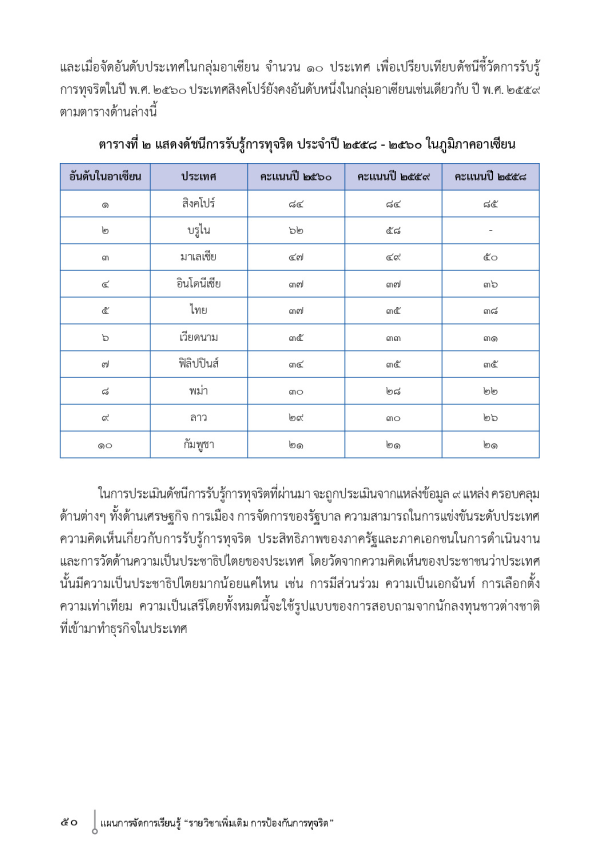 และเมื่อจัดอันดับประเทศในกลุ่มอาเซียน จำนวน ๑๐ ประเทศ เพื่อเปรียบเทียบดัชนีชี้วัดการรับรู้
การทุจริตในปี พ.ศ. ๒๕๖๐ ประเทศสิงคโปร์ยังคงอันดับหนึ่งในกลุ่มอาเซียนเช่นเดียวกับ ปี พ.ศ. ๒๕๕๙
ตามตารางด้านล่างนี้
ตารางที่ ๒ แสดงดัชนีการรับรู้การทุจริต ประจำปี ๒๕๕๘ - ๒๕๖๐ ในภูมิภาคอาเซียน
อันดับในอาเซียน ประเทศ คะแนนปี ๒๕๖๐ คะแนนปี ๒๕๕๙ คะแนนปี ๒๕๕๘
๑ สิงคโปร์ ๘๔ ๘๔ ๘๕
๒ บรูไน ๖๒ ๕๘ -
๓ มาเลเซีย ๔๗ ๔๙ ๕๐
๔ อินโดนีเซีย ๓๗ ๓๗ ๓๖
๕ ไทย ๓๗ ๓๕ ๓๘
๖ เวียดนาม ๓๕ ๓๓ ๓๑
๗ ฟิลิปปินส์ ๓๔ ๓๕ ๓๕
๘ พม่า ๓๐ ๒๘ ๒๒
๙ ลาว ๒๙ ๓๐ ๒๖
๑๐ กัมพูชา ๒๑ ๒๑ ๒๑
ในการประเมินดัชนีการรับรู้การทุจริตที่ผ่านมา จะถูกประเมินจากแหล่งข้อมูล ๙ แหล่ง ครอบคลุม
ด้านต่างๆ ทั้งด้านเศรษฐกิจ การเมือง การจัดการของรัฐบาล ความสามารถในการแข่งขันระดับประเทศ
ความคิดเห็นเกี่ยวกับการรับรู้การทุจริต ประสิทธิภาพของภาครัฐและภาคเอกชนในการดำเนินงาน
และการวัดด้านความเป็นประชาธิปไตยของประเทศ โดยวัดจากความคิดเห็นของประชาชนว่าประเทศ
นั้นมีความเป็นประชาธิปไตยมากน้อยแค่ไหน เช่น การมีส่วนร่วม ความเป็นเอกฉันท์ การเลือกตั้ง
ความเท่าเทียม ความเป็นเสรีโดยทั้งหมดนี้จะใช้รูปแบบของการสอบถามจากนักลงทุนชาวต่างชาติ
ที่เข้ามาทำธุรกิจในประเทศ
๕๐ แผนการจัดการเรียนรู้ “รายวิชาเพิ่มเติม การป้องกันการทุจริต”